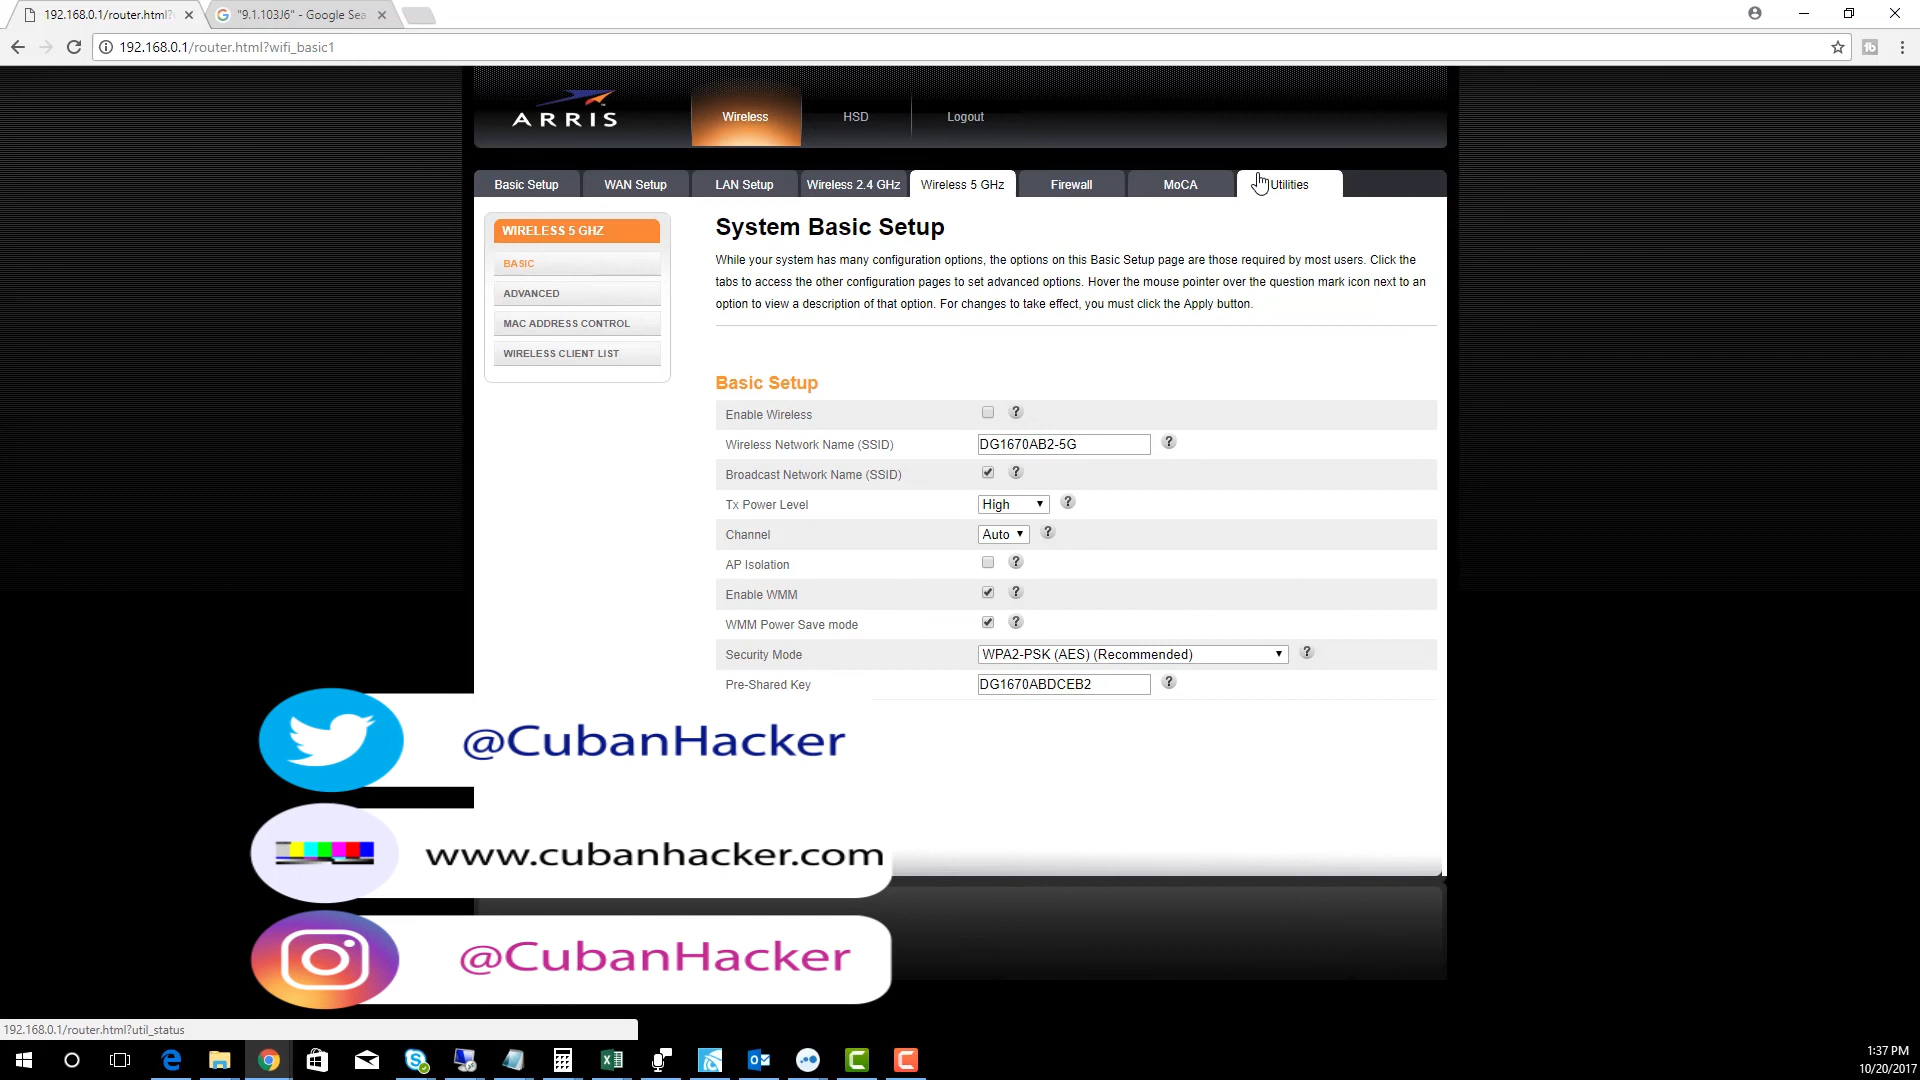 192.168.0.1/router.html?
"9.1.103J6" - Google Sea
192.168.0.1/router.html?wifi_basic1
ARRIS
Wireless
HSD
Logout
Basic Setup
WAN Setup
LAN Setup
Wireless 2.4 GHz
Wireless 5 GHz
Firewall
MoCA
Utilities
WIRELESS 5 GHZ
BASIC
ADVANCED
MAC ADDRESS CONTROL
WIRELESS CLIENT LIST
System Basic Setup
While your system has many configuration options, the options on this Basic Setup page are those required by most users. Click the
tabs to access the other configuration pages to set advanced options. Hover the mouse pointer over the question mark icon next to an
option to view a description of that option. For changes to take effect, you must click the Apply button.
Basic Setup
Enable Wireless ?
Wireless Network Name (SSID) DG1670AB2-5G ?
Broadcast Network Name (SSID) ?
Tx Power Level High ?
Channel Auto ?
AP Isolation ?
Enable WMM ?
WMM Power Save mode ?
Security Mode WPA2-PSK (AES) (Recommended) ?
Pre-Shared Key DG1670ABDCEB2 ?
@CubanHacker
www.cubanhacker.com
@CubanHacker
192.168.0.1/router.html?util_status
1:37 PM
10/20/2017